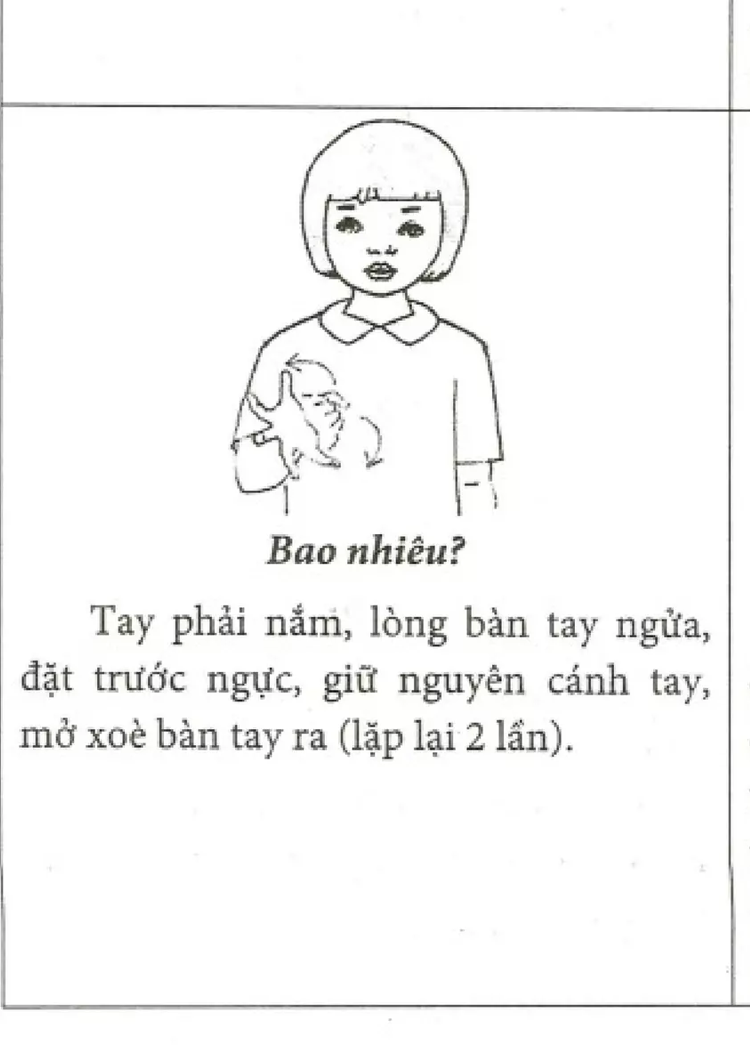 Bao nhiêu?
Tay phải nắm, lòng bàn tay ngửa,
đặt trước ngực, giữ nguyên cánh tay,
mở xoè bàn tay ra (lặp lại 2 lần).